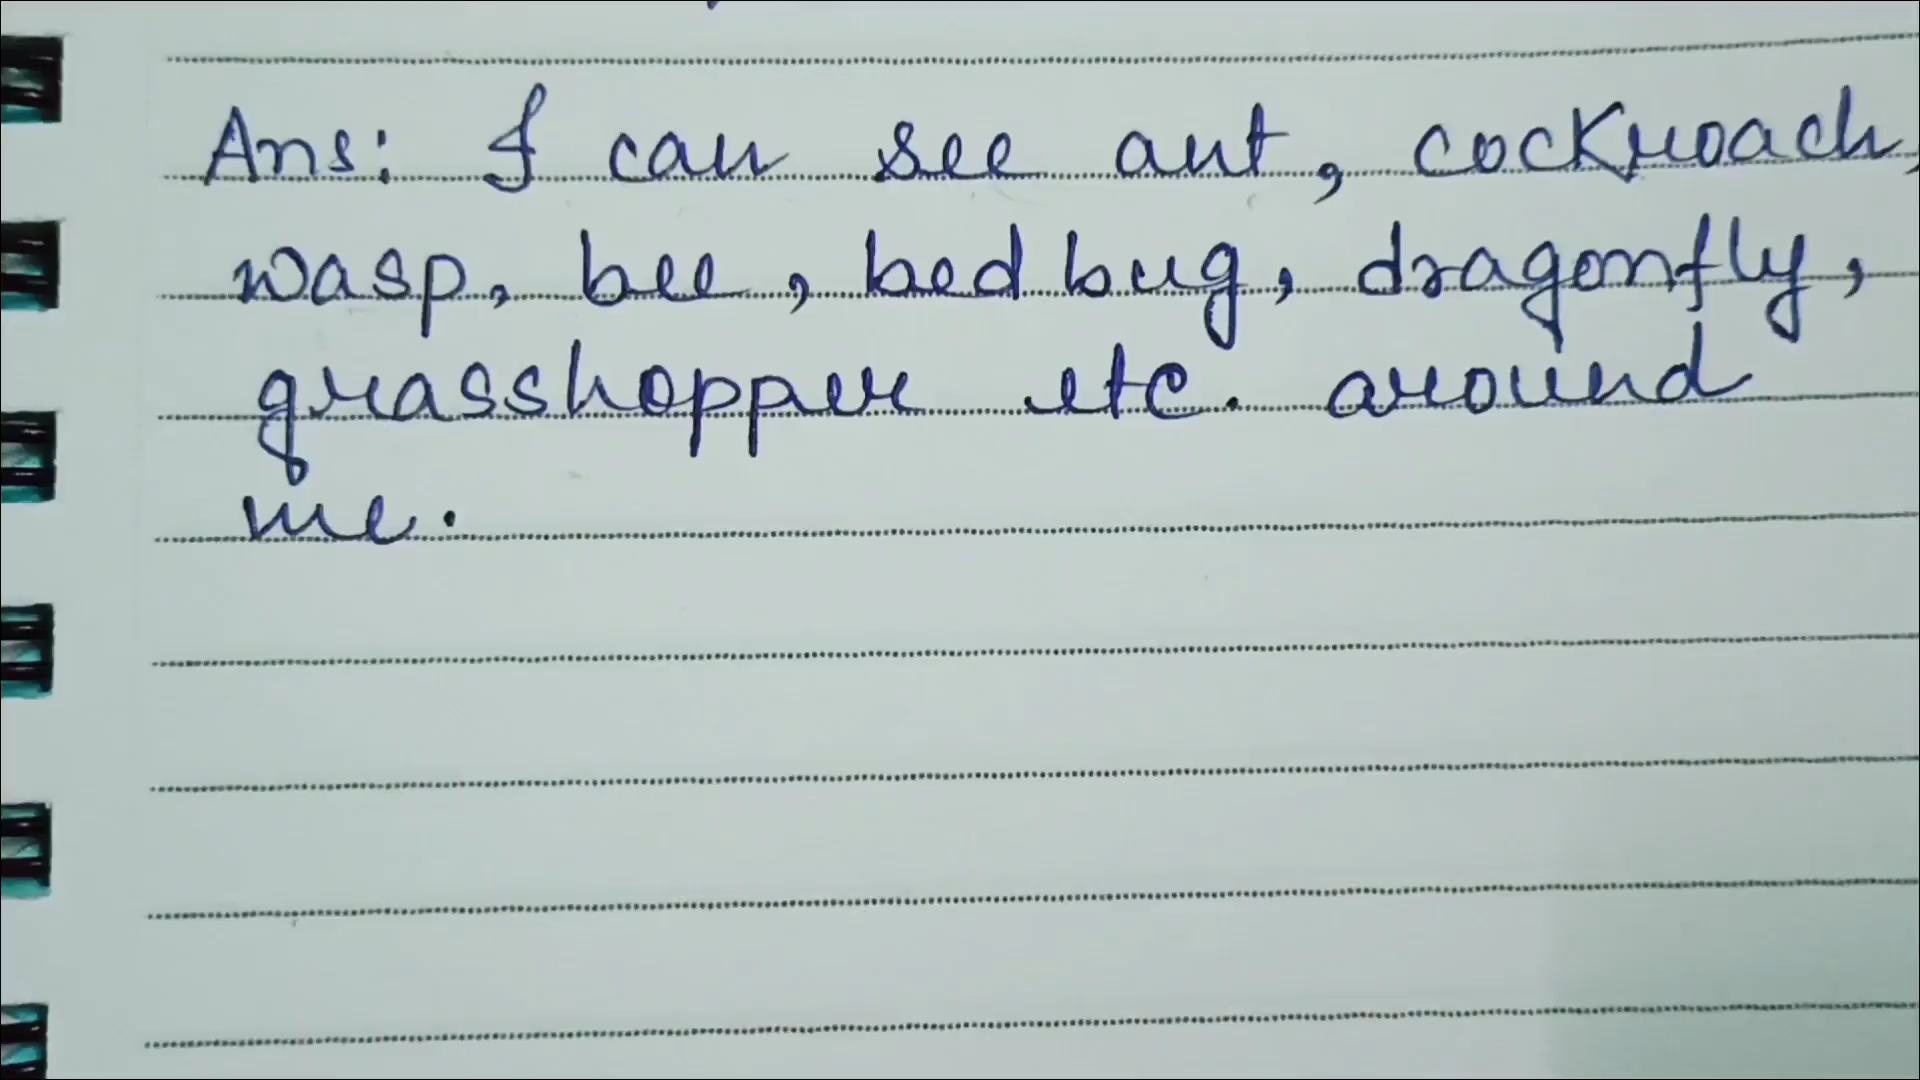 Ans: I can see ant, cockroach,
wasp, bee, bed bug, dragonfly,
grasshopper etc. around
me.